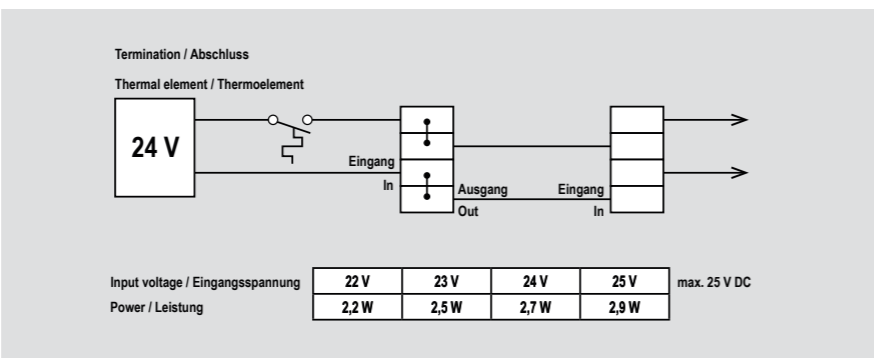 Termination / Abschluss
Thermal element / Thermoelement
24 V
Eingang
In
Ausgang
Out
Eingang
In
Input voltage / Eingangsspannung 22 V 23 V 24 V 25 V max. 25 V DC
Power / Leistung 2,2 W 2,5 W 2,7 W 2,9 W